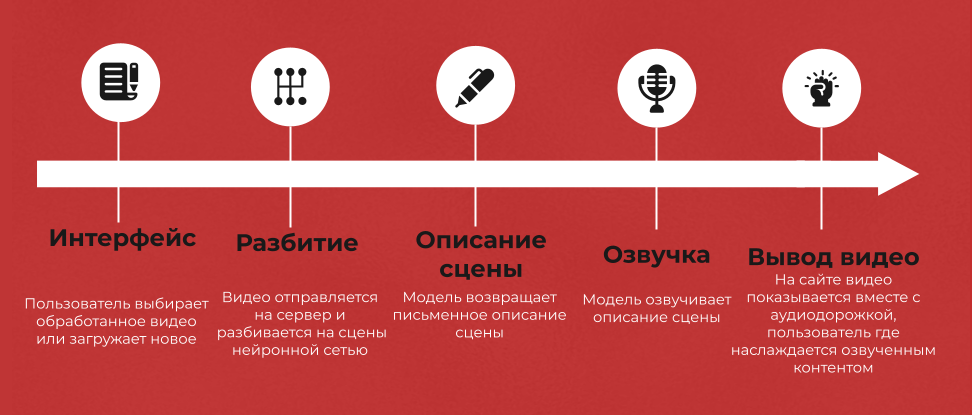 Интерфейс
Пользователь выбирает
обработанное видео
или загружает новое
Разбитие
Видео отправляется
на сервер и
разбивается на сцены
нейронной сетью
Описание
сцены
Модель возвращает
письменное описание
сцены
Озвучка
Модель озвучивает
описание сцены
Вывод видео
На сайте видео
показывается вместе с
аудиодорожкой,
пользователь где
наслаждается озвученным
контентом